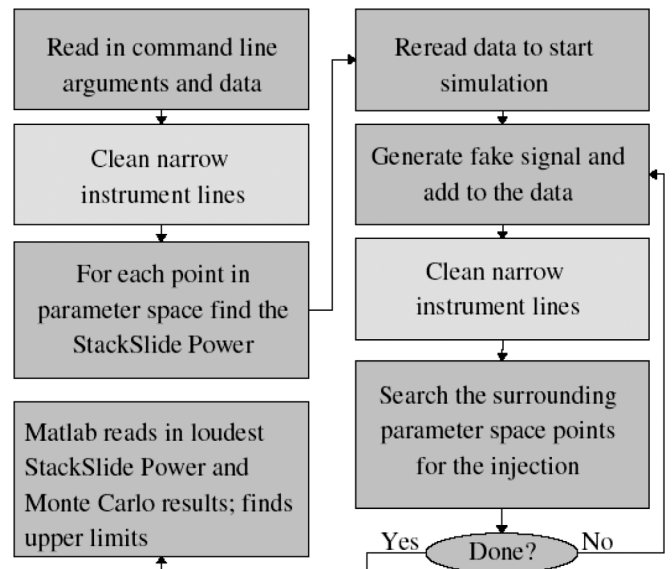 Read in command line
arguments and data
Clean narrow
instrument lines
For each point in
parameter space find the
StackSlide Power
Reread data to start
simulation
Generate fake signal and
add to the data
Clean narrow
instrument lines
Search the surrounding
parameter space points
for the injection
Yes
Done?
No
Matlab reads in loudest
StackSlide Power and
Monte Carlo results; finds
upper limits